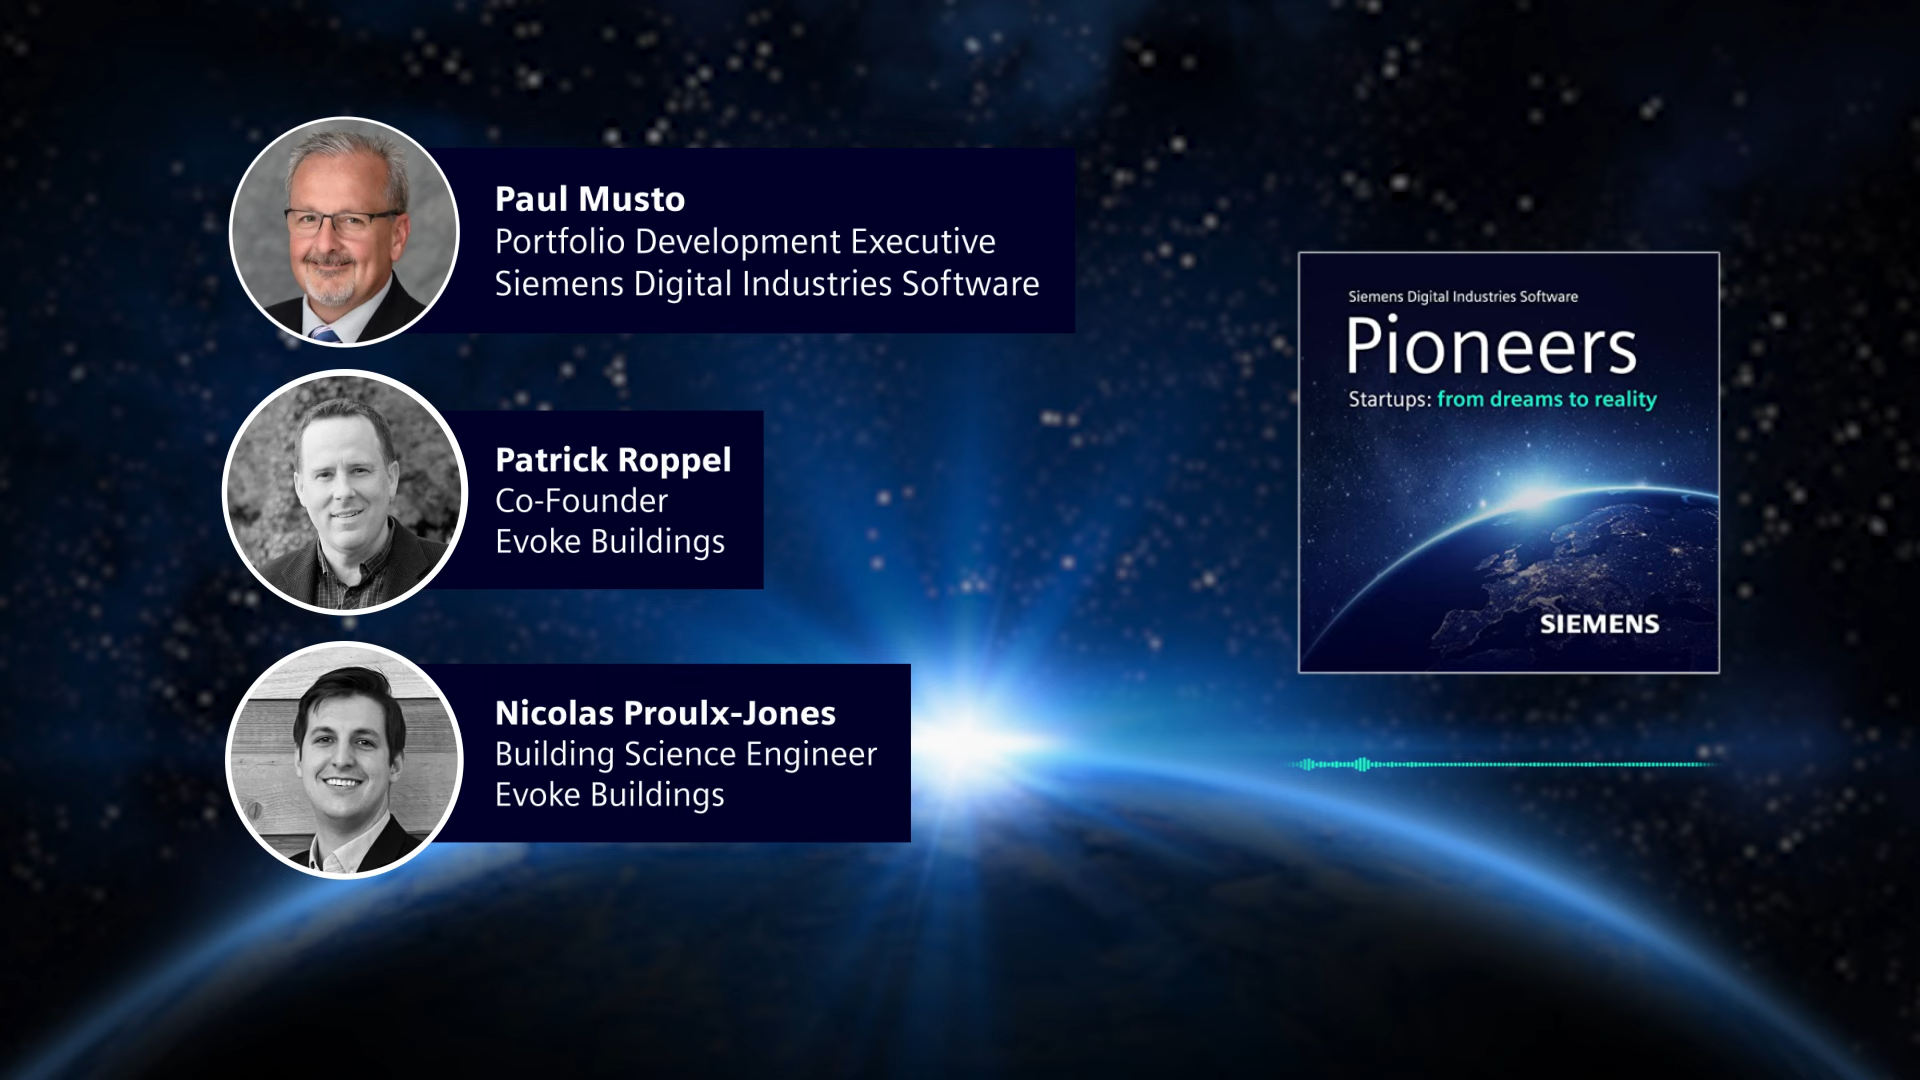 Paul Musto
Portfolio Development Executive
Siemens Digital Industries Software
Patrick Roppel
Co-Founder
Evoke Buildings
Nicolas Proulx-Jones
Building Science Engineer
Evoke Buildings
Siemens Digital Industries Software
Pioneers
Startups: from dreams to reality
SIEMENS